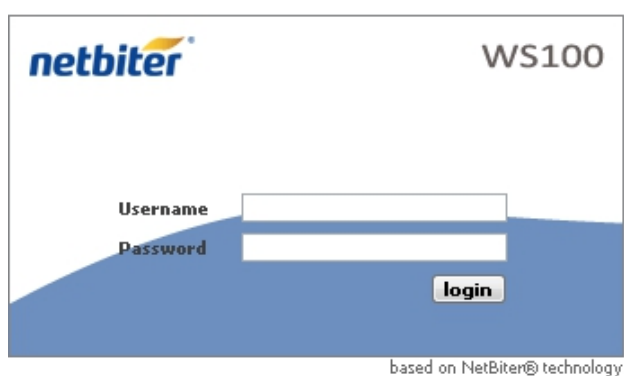 netbiter WS100
Username
Password
login
based on NetBiter® technology